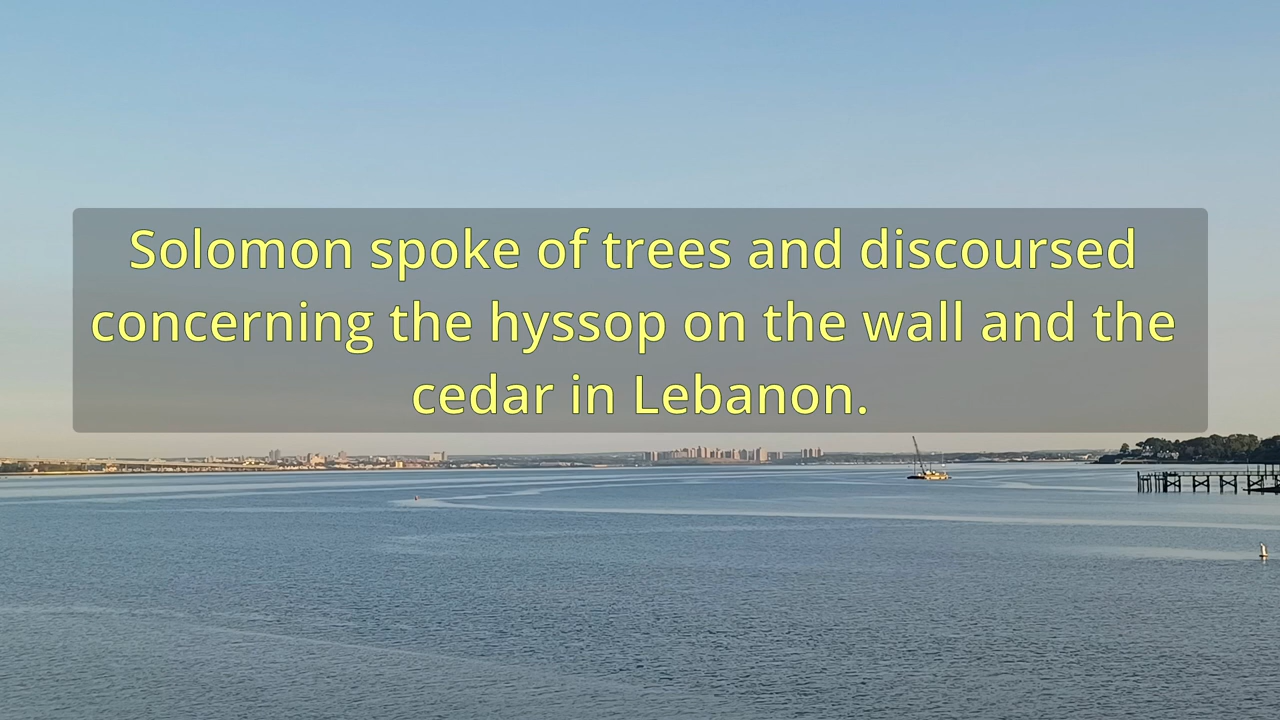 Solomon spoke of trees and discoursed
concerning the hyssop on the wall and the
cedar in Lebanon.